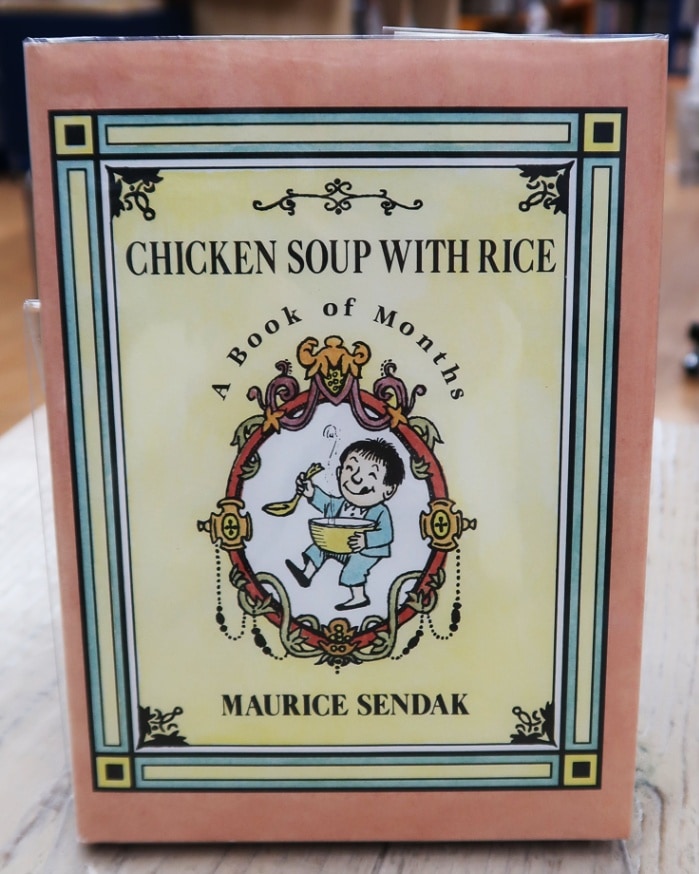 CHICKEN SOUP WITH RICE
A Book of Months
MAURICE SENDAK